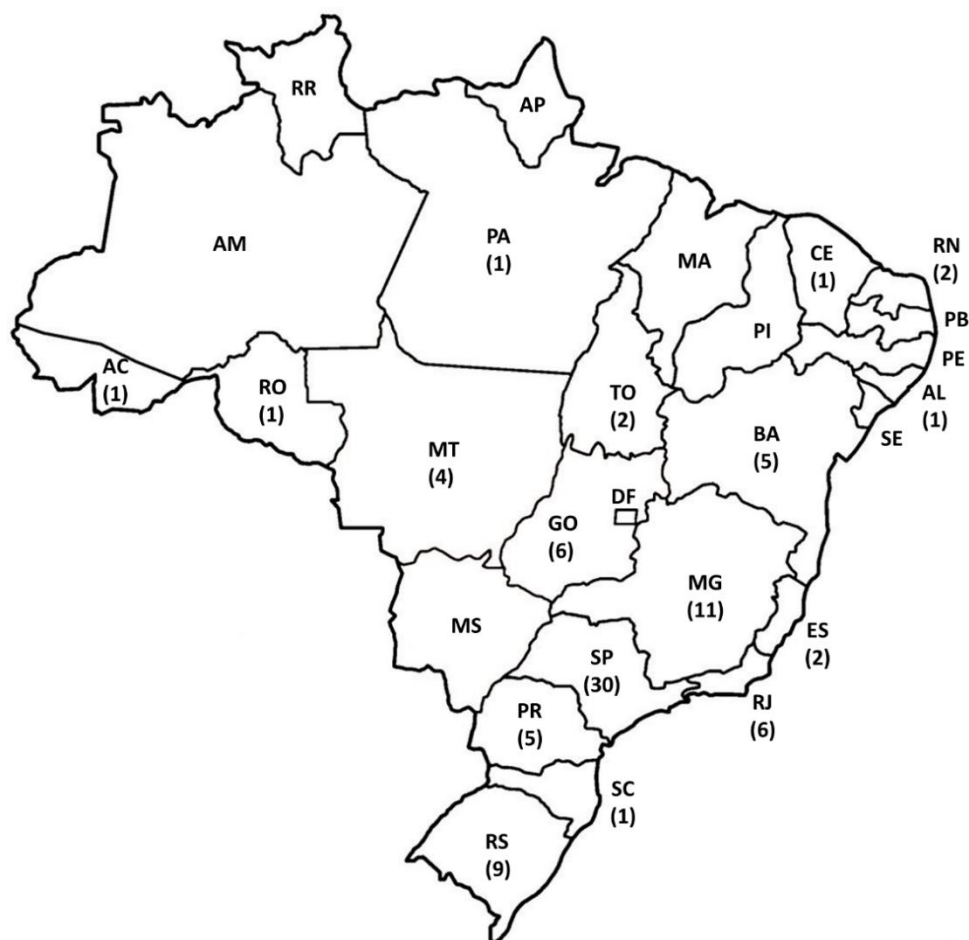 RR
AP
AM
PA
(1)
MA
CE
(1)
RN
(2)
PB
PI
PE
AC
(1)
RO
(1)
TO
(2)
AL
(1)
SE
MT
(4)
BA
(5)
DF
GO
(6)
MG
(11)
MS
ES
(2)
SP
(30)
RJ
(6)
PR
(5)
SC
(1)
RS
(9)